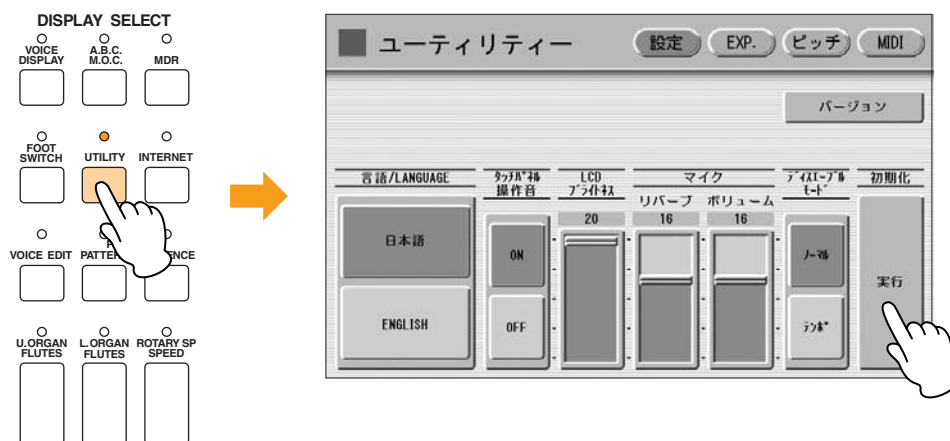 DISPLAY SELECT
VOICE DISPLAY
A.B.C. M.O.C.
MDR
FOOT SWITCH
UTILITY
INTERNET
VOICE EDIT
U.ORGAN FLUTES
L.ORGAN FLUTES
ROTARY SP SPEED
ユーティリティー
設定
EXP.
ピッチ
MIDI
バージョン
言語/LANGUAGE
タッチパネル 操作音
LCD ブライトネス
マイク
リバーブ
ボリューム
ディスエーブル モード
初期化
20
16
16
日本語
ENGLISH
ON
OFF
ノーマル
テンポ
実行